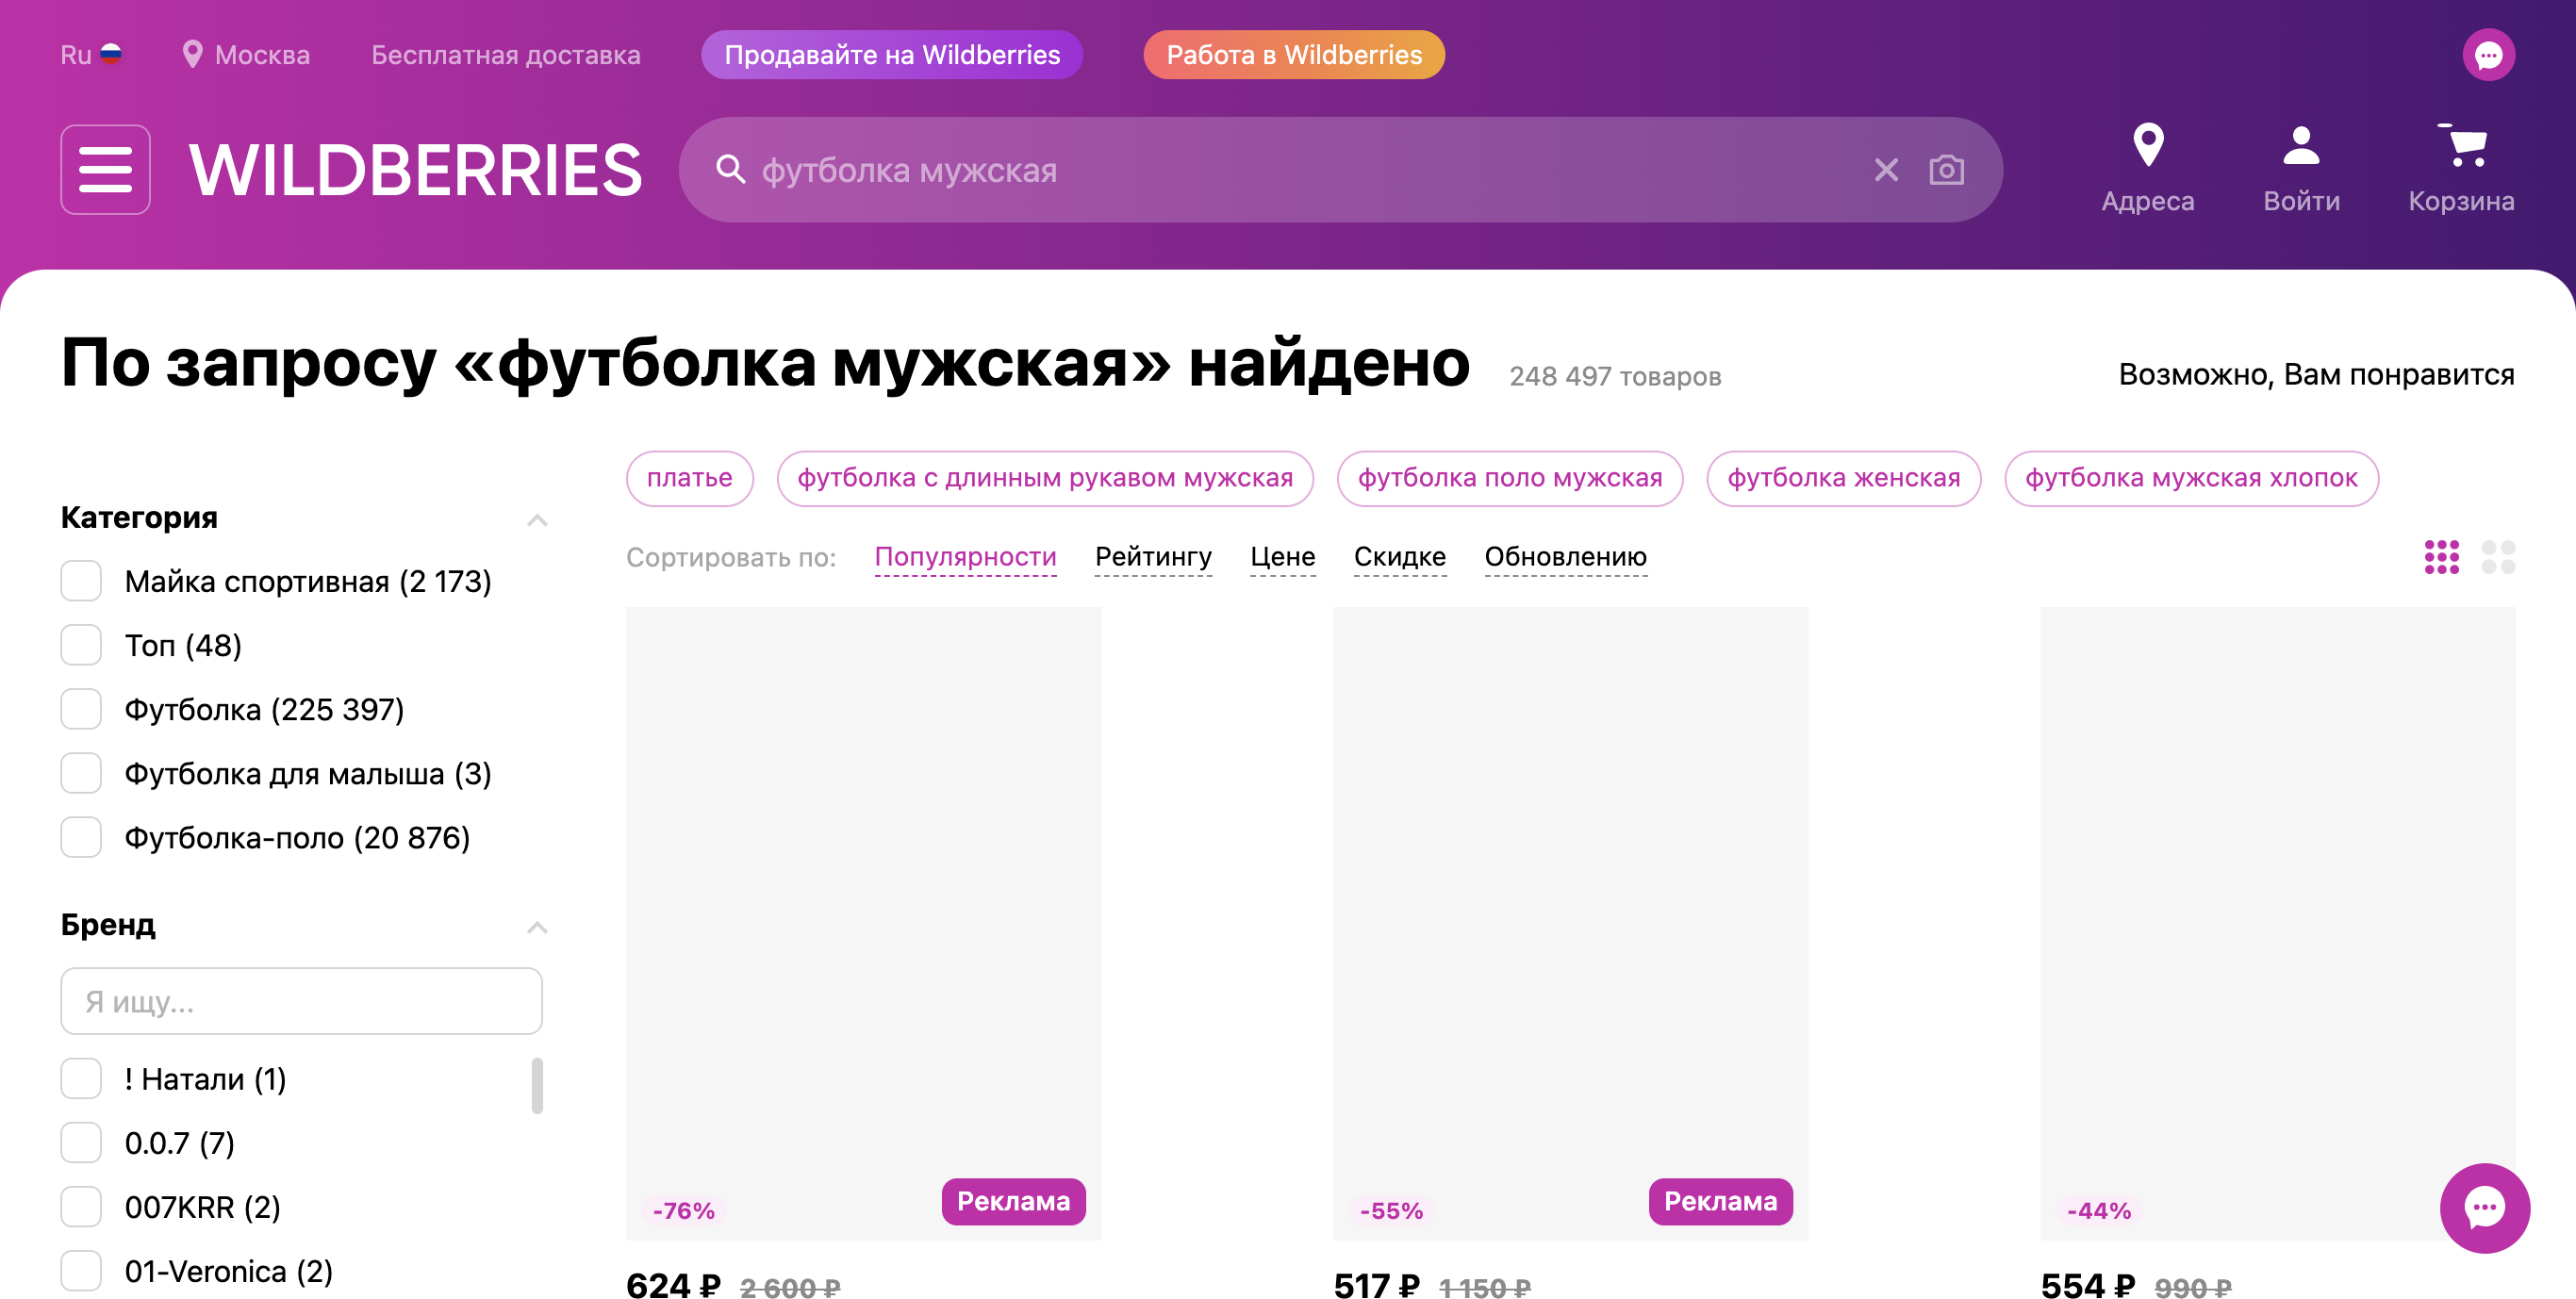 Ru
Москва
Бесплатная доставка
Продавайте на Wildberries
Работа в Wildberries
WILDBERRIES
футболка мужская
Адреса
Войти
Корзина
По запросу «футболка мужская» найдено
248 497 товаров
Возможно, Вам понравится
платье
футболка с длинным рукавом мужская
футболка поло мужская
футболка женская
футболка мужская хлопок
Сортировать по:
Популярности
Рейтингу
Цене
Скидке
Обновлению
Категория
Майка спортивная (2 173)
Топ (48)
Футболка (225 397)
Футболка для малыша (3)
Футболка-поло (20 876)
Бренд
Я ищу...
! Натали (1)
0.0.7 (7)
007KRR (2)
01-Veronica (2)
-76%
Реклама
624 ₽ 2 600 ₽
-55%
Реклама
517 ₽ 1 150 ₽
-44%
554 ₽ 990 ₽